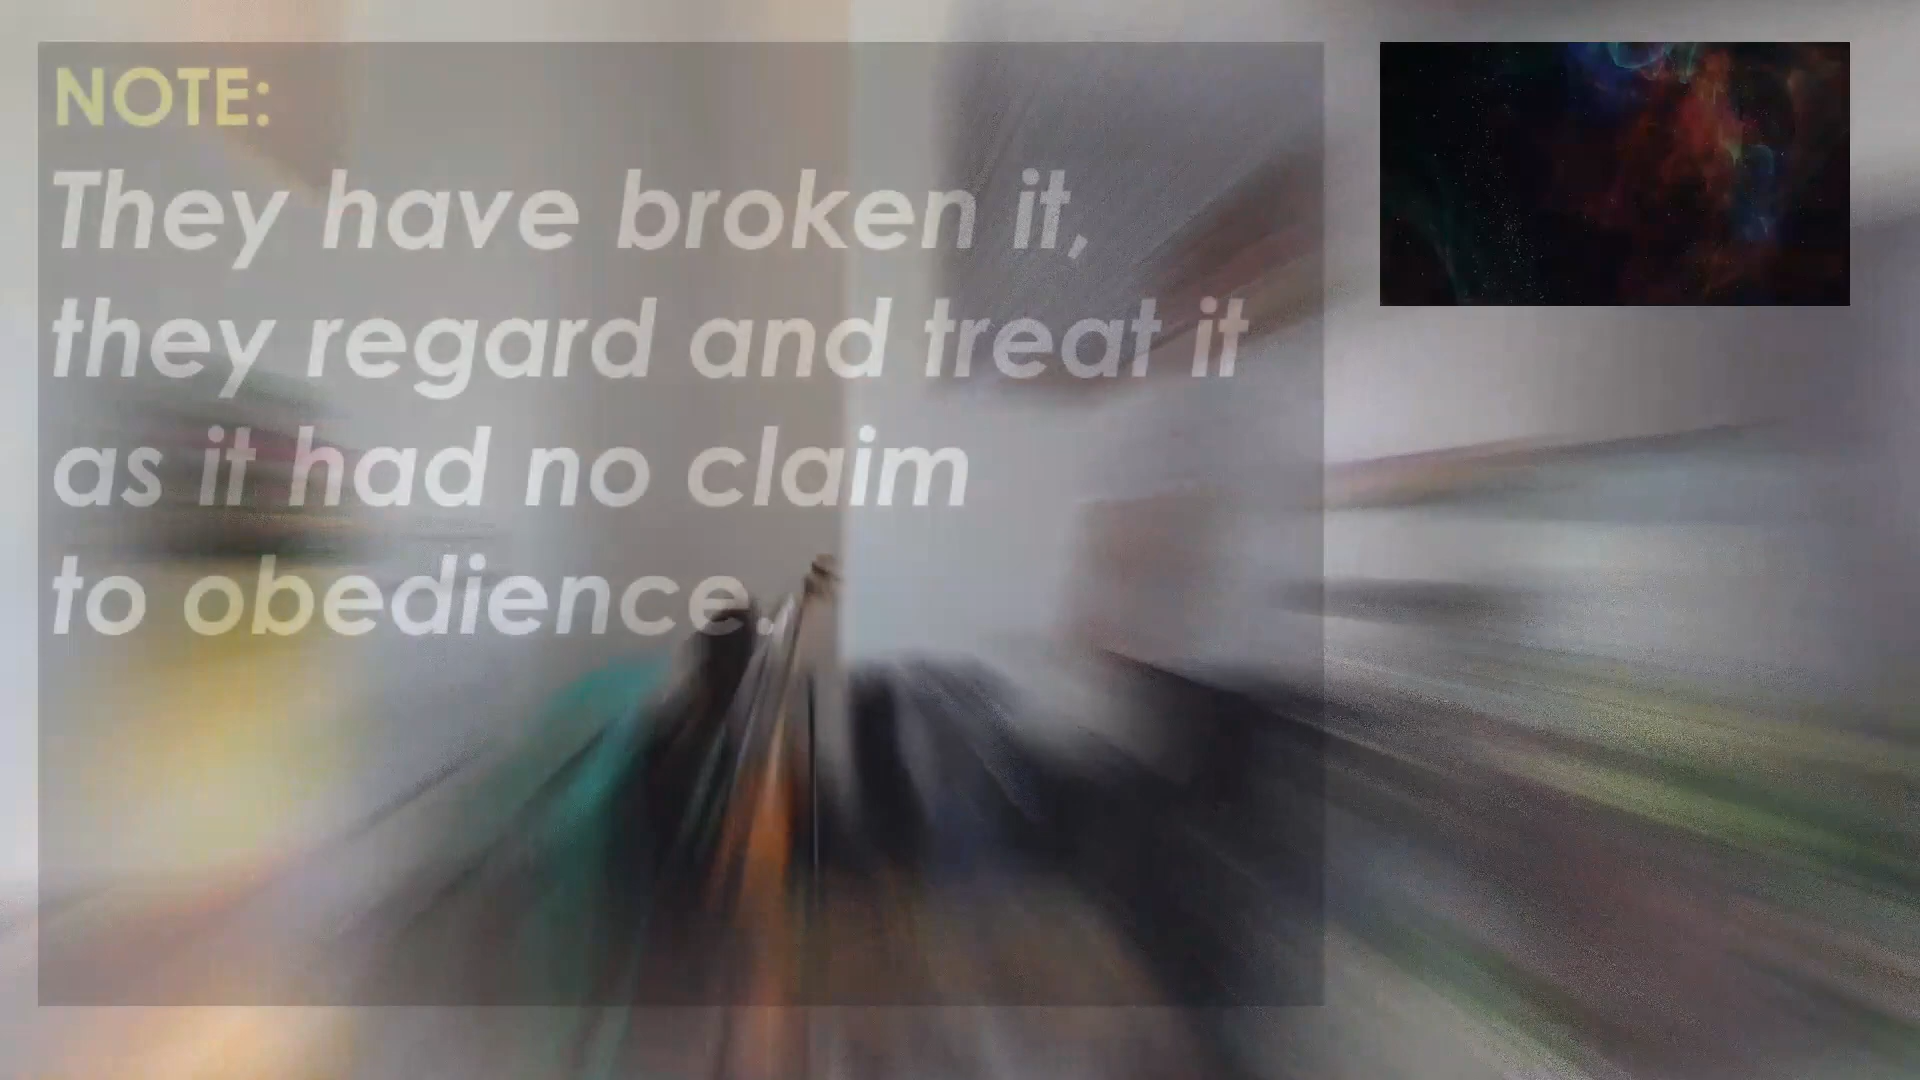 NOTE:
They have broken it,
they regard and treat it
as it had no claim
to obedience.